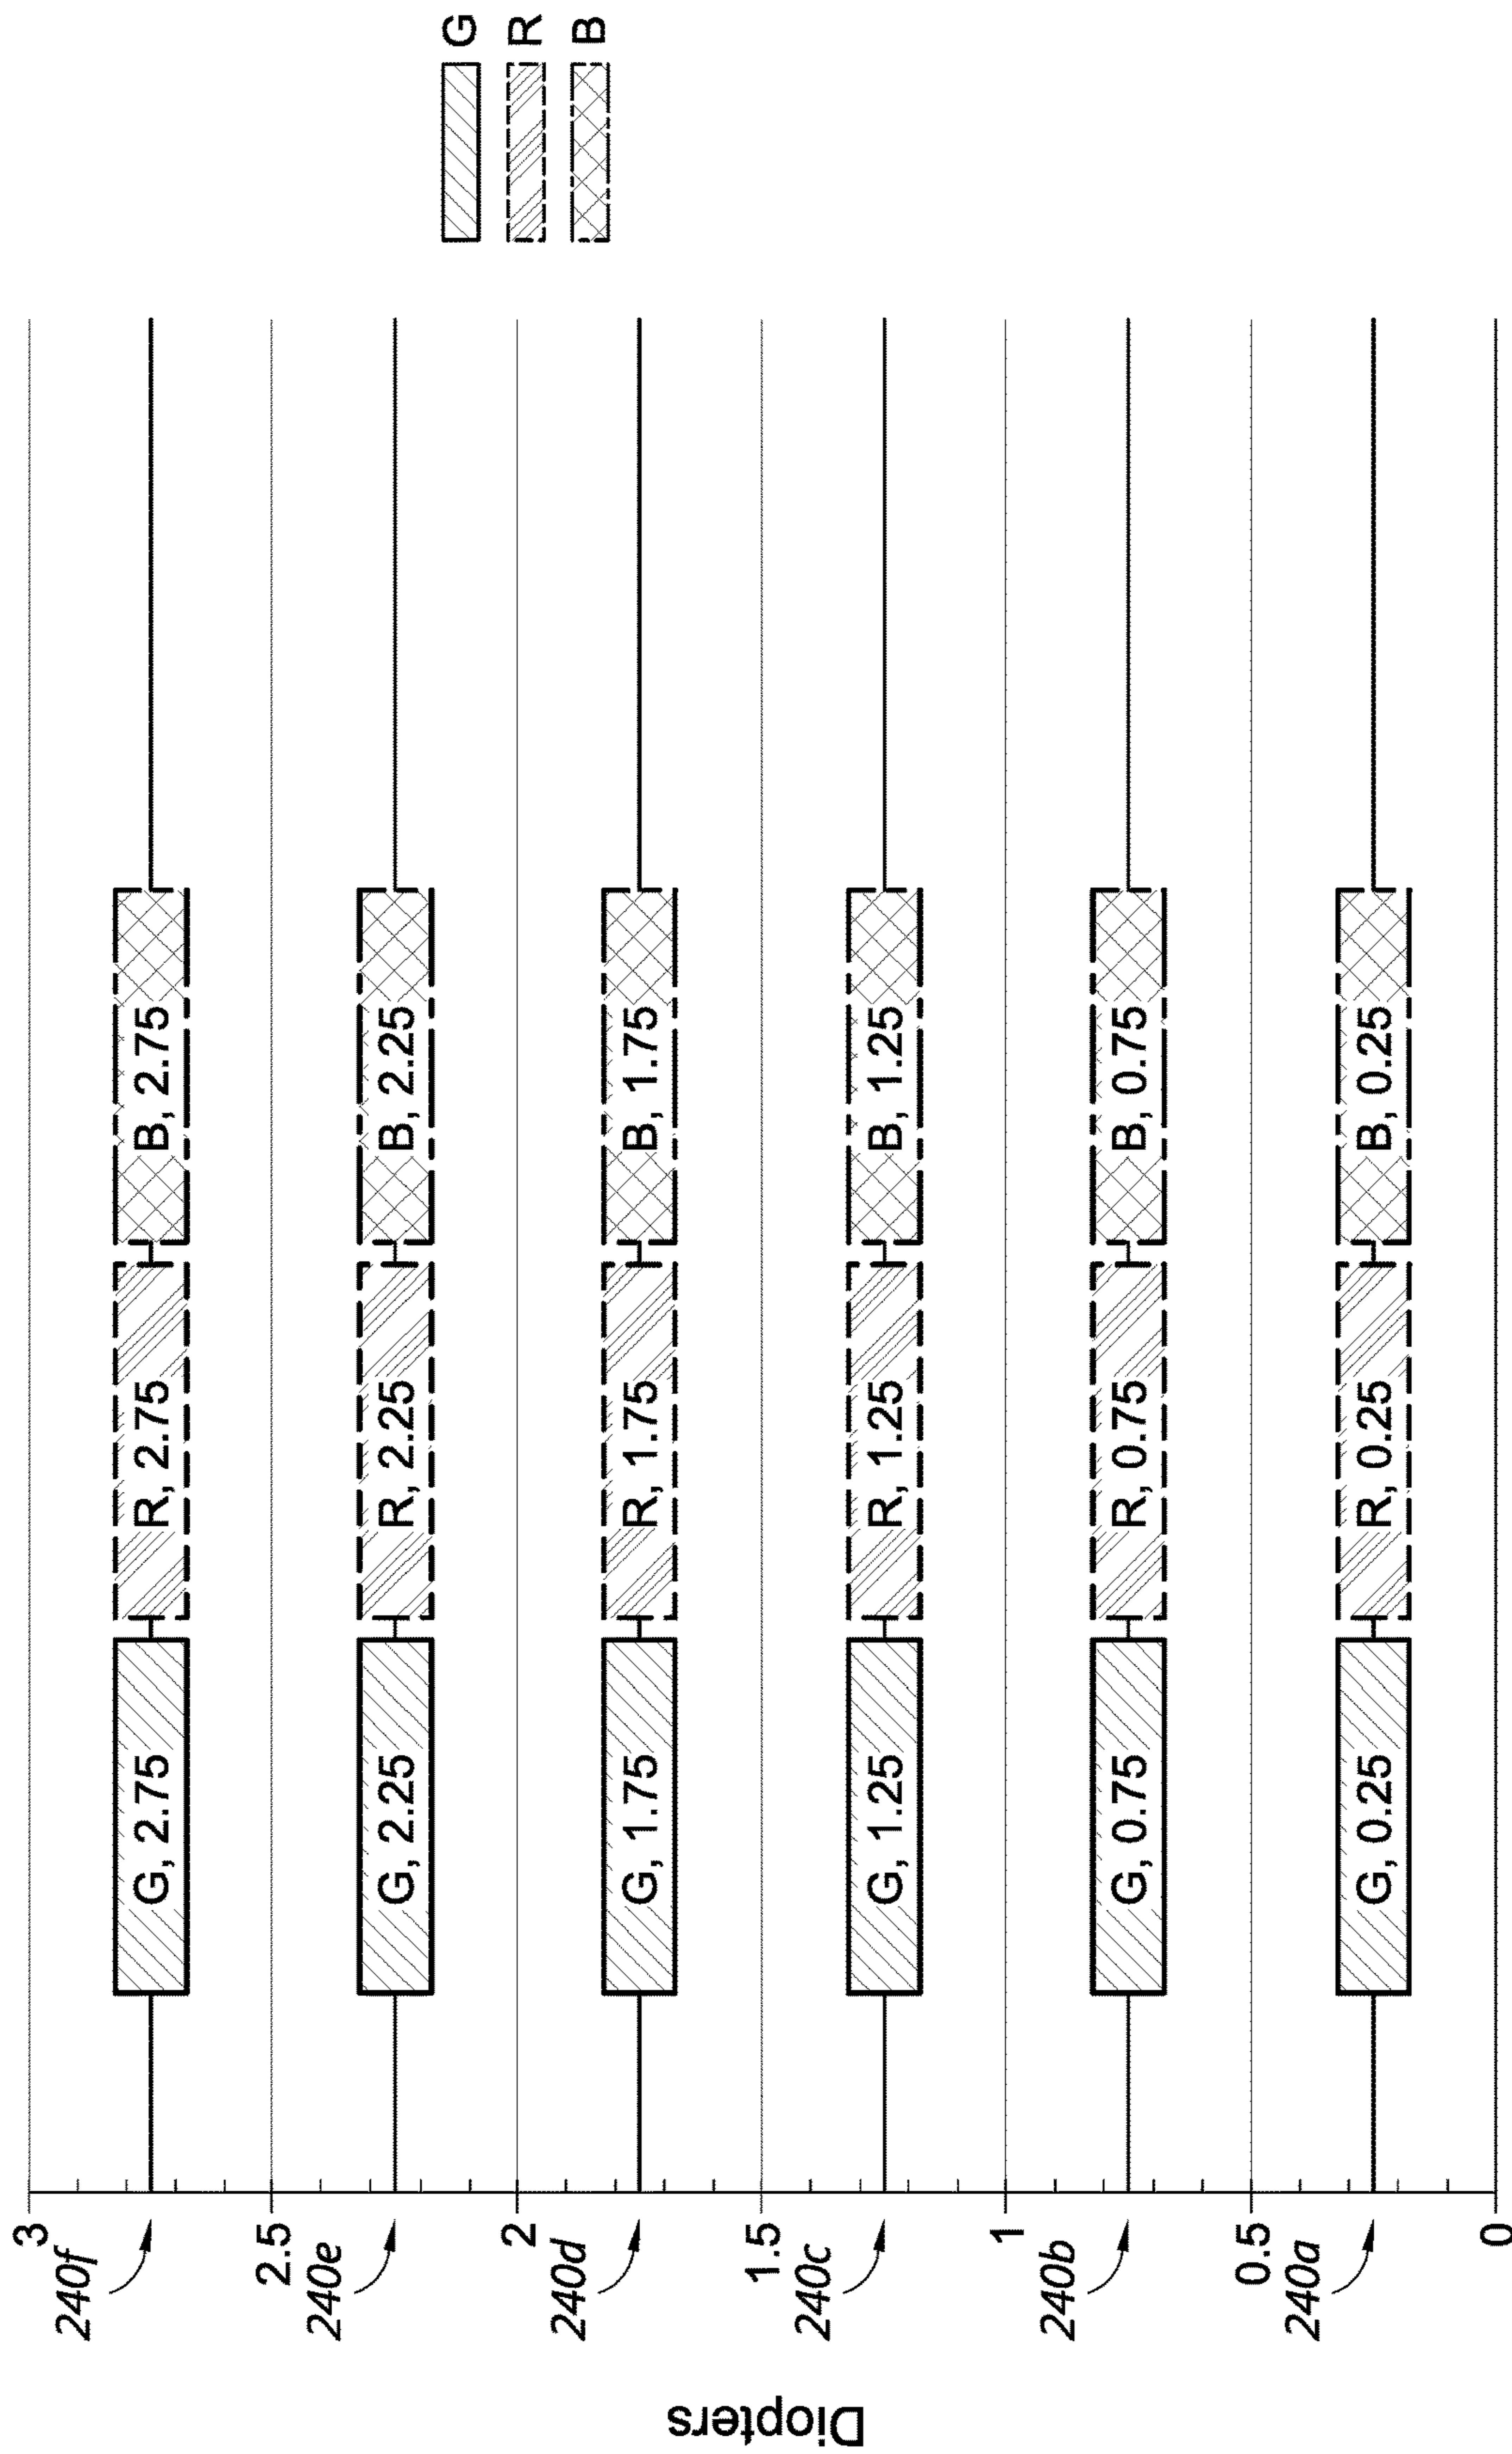 3
240f
G, 2.75
R, 2.75
B, 2.75
2.5
240e
G, 2.25
R, 2.25
B, 2.25
2
240d
G, 1.75
R, 1.75
B, 1.75
1.5
240c
G, 1.25
R, 1.25
B, 1.25
1
240b
G, 0.75
R, 0.75
B, 0.75
0.5
240a
G, 0.25
R, 0.25
B, 0.25
0
Diopters
G
R
B